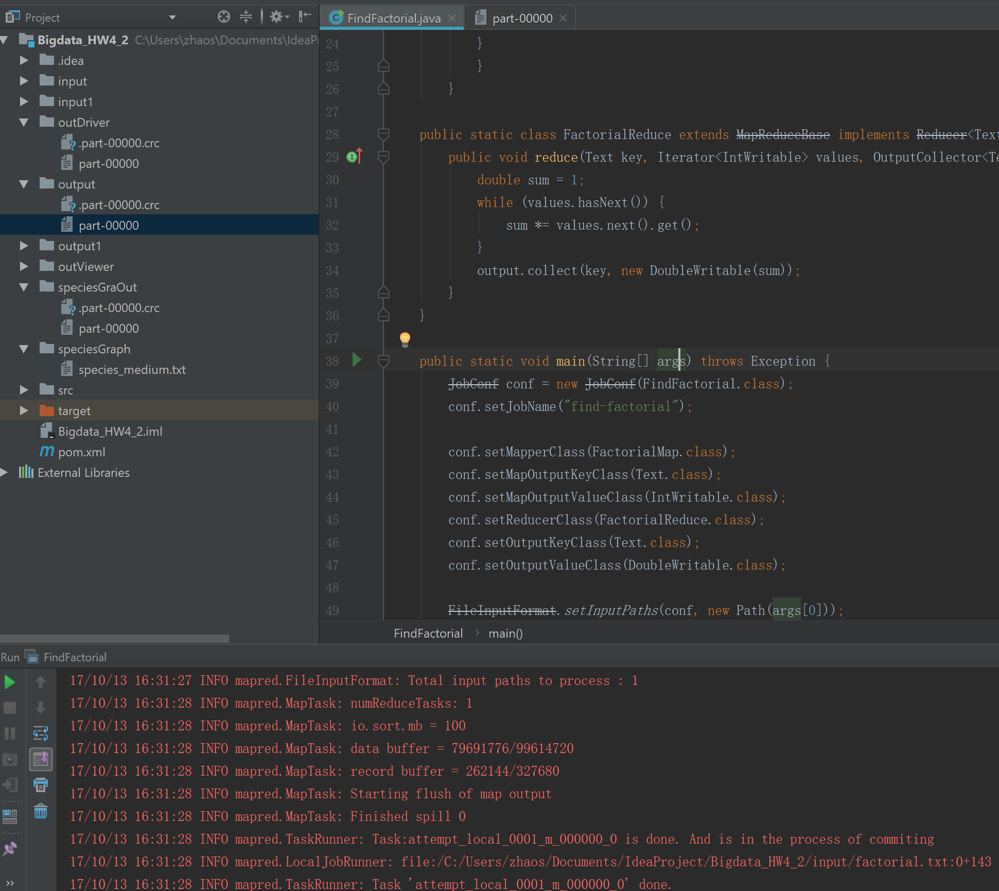 Project
Bigdata_HW4_2 C:\Users\zhaos\Documents\IdeaPr
.idea
input
input1
outDriver
.part-00000.crc
part-00000
output
.part-00000.crc
part-00000
output1
outViewer
speciesGraOut
.part-00000.crc
part-00000
speciesGraph
species_medium.txt
src
target
Bigdata_HW4_2.iml
pom.xml
External Libraries
FindFactorial.java
part-00000
24 }
25 }
26 }
27
28 public static class FactorialReduce extends MapReduceBase implements Reducer<Text
29 public void reduce(Text key, Iterator<IntWritable> values, OutputCollector<Te
30 double sum = 1;
31 while (values.hasNext()) {
32 sum *= values.next().get();
33 }
34 output.collect(key, new DoubleWritable(sum));
35 }
36 }
37
38 public static void main(String[] args) throws Exception {
39 JobConf conf = new JobConf(FindFactorial.class);
40 conf.setJobName("find-factorial");
41
42 conf.setMapperClass(FactorialMap.class);
43 conf.setMapOutputKeyClass(Text.class);
44 conf.setMapOutputValueClass(IntWritable.class);
45 conf.setReducerClass(FactorialReduce.class);
46 conf.setOutputKeyClass(Text.class);
47 conf.setOutputValueClass(DoubleWritable.class);
48
49 FileInputFormat.setInputPaths(conf, new Path(args[0]));
FindFactorial › main()
Run FindFactorial
17/10/13 16:31:27 INFO mapred.FileInputFormat: Total input paths to process : 1
17/10/13 16:31:28 INFO mapred.MapTask: numReduceTasks: 1
17/10/13 16:31:28 INFO mapred.MapTask: io.sort.mb = 100
17/10/13 16:31:28 INFO mapred.MapTask: data buffer = 79691776/99614720
17/10/13 16:31:28 INFO mapred.MapTask: record buffer = 262144/327680
17/10/13 16:31:28 INFO mapred.MapTask: Starting flush of map output
17/10/13 16:31:28 INFO mapred.MapTask: Finished spill 0
17/10/13 16:31:28 INFO mapred.TaskRunner: Task:attempt_local_0001_m_000000_0 is done. And is in the process of commiting
17/10/13 16:31:28 INFO mapred.LocalJobRunner: file:/C:/Users/zhaos/Documents/IdeaProject/Bigdata_HW4_2/input/factorial.txt:0+143
17/10/13 16:31:28 INFO mapred.TaskRunner: Task 'attempt_local_0001_m_000000_0' done.